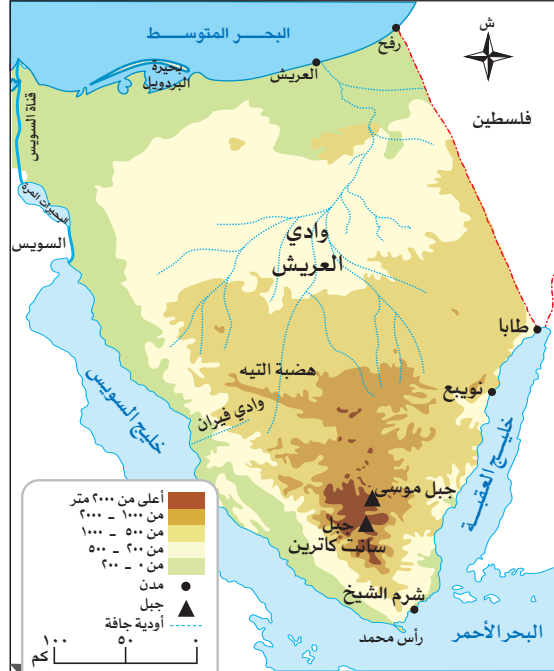 البحر المتوسط
ش
رفح
بحيرة
البردويل
العريش
فلسطين
قناة السويس
البحيرات المرة
السويس
وادي
العريش
طابا
هضبة التيه
نويبع
وادي فيران
خليج السويس
خليج العقبة
جبل موسى
جبل
سانت كاترين
شرم الشيخ
رأس محمد
البحر الأحمر
أعلى من ٢٠٠٠ متر
من ١٠٠٠ - ٢٠٠٠
من ٥٠٠ - ١٠٠٠
من ٢٠٠ - ٥٠٠
من ٠ - ٢٠٠
مدن
جبل
أودية جافة
١٠٠ ٥٠ ٠
كم